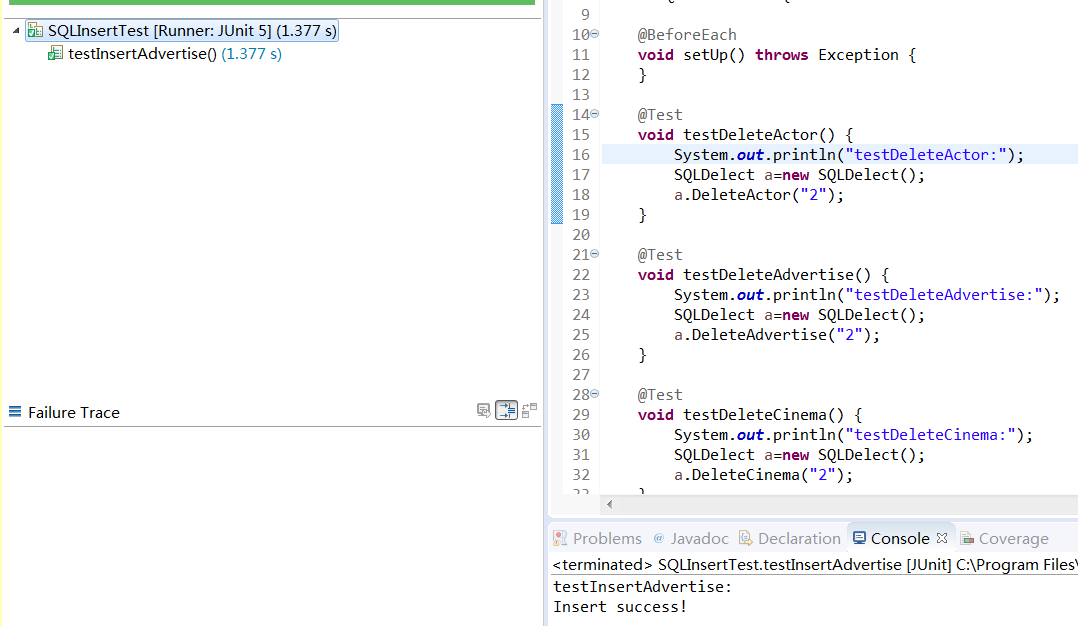 SQLInsertTest [Runner: JUnit 5] (1.377 s)
testInsertAdvertise() (1.377 s)
Failure Trace
9
10 @BeforeEach
11 void setUp() throws Exception {
12 }
13
14 @Test
15 void testDeleteActor() {
16 System.out.println("testDeleteActor:");
17 SQLDelect a=new SQLDelect();
18 a.DeleteActor("2");
19 }
20
21 @Test
22 void testDeleteAdvertise() {
23 System.out.println("testDeleteAdvertise:");
24 SQLDelect a=new SQLDelect();
25 a.DeleteAdvertise("2");
26 }
27
28 @Test
29 void testDeleteCinema() {
30 System.out.println("testDeleteCinema:");
31 SQLDelect a=new SQLDelect();
32 a.DeleteCinema("2");
Problems @ Javadoc Declaration Console Coverage
<terminated> SQLInsertTest.testInsertAdvertise [JUnit] C:\Program Files\
testInsertAdvertise:
Insert success!